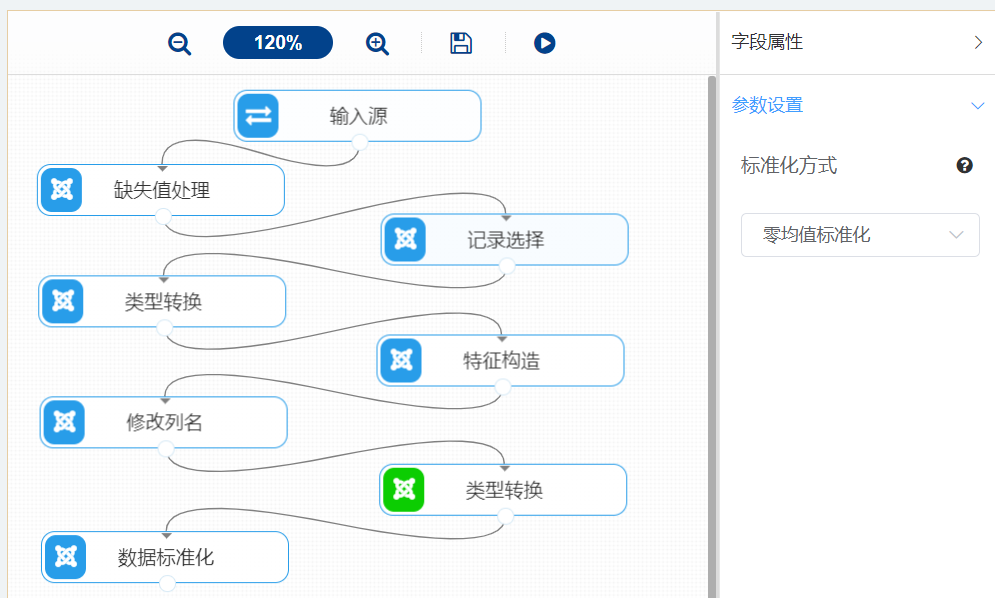 120%
字段属性
参数设置
标准化方式
零均值标准化
输入源
缺失值处理
记录选择
类型转换
特征构造
修改列名
类型转换
数据标准化